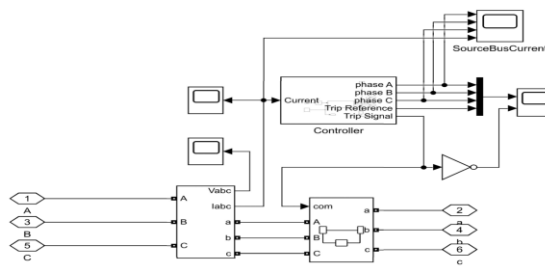 SourceBusCurrent
phase A
phase B
Current
phase C
Trip Reference
Trip Signal
Controller
Vabc
Iabc
1
A
A
a
com
A
a
2
a
3
B
B
b
B
b
4
b
5
C
C
c
C
c
6
c